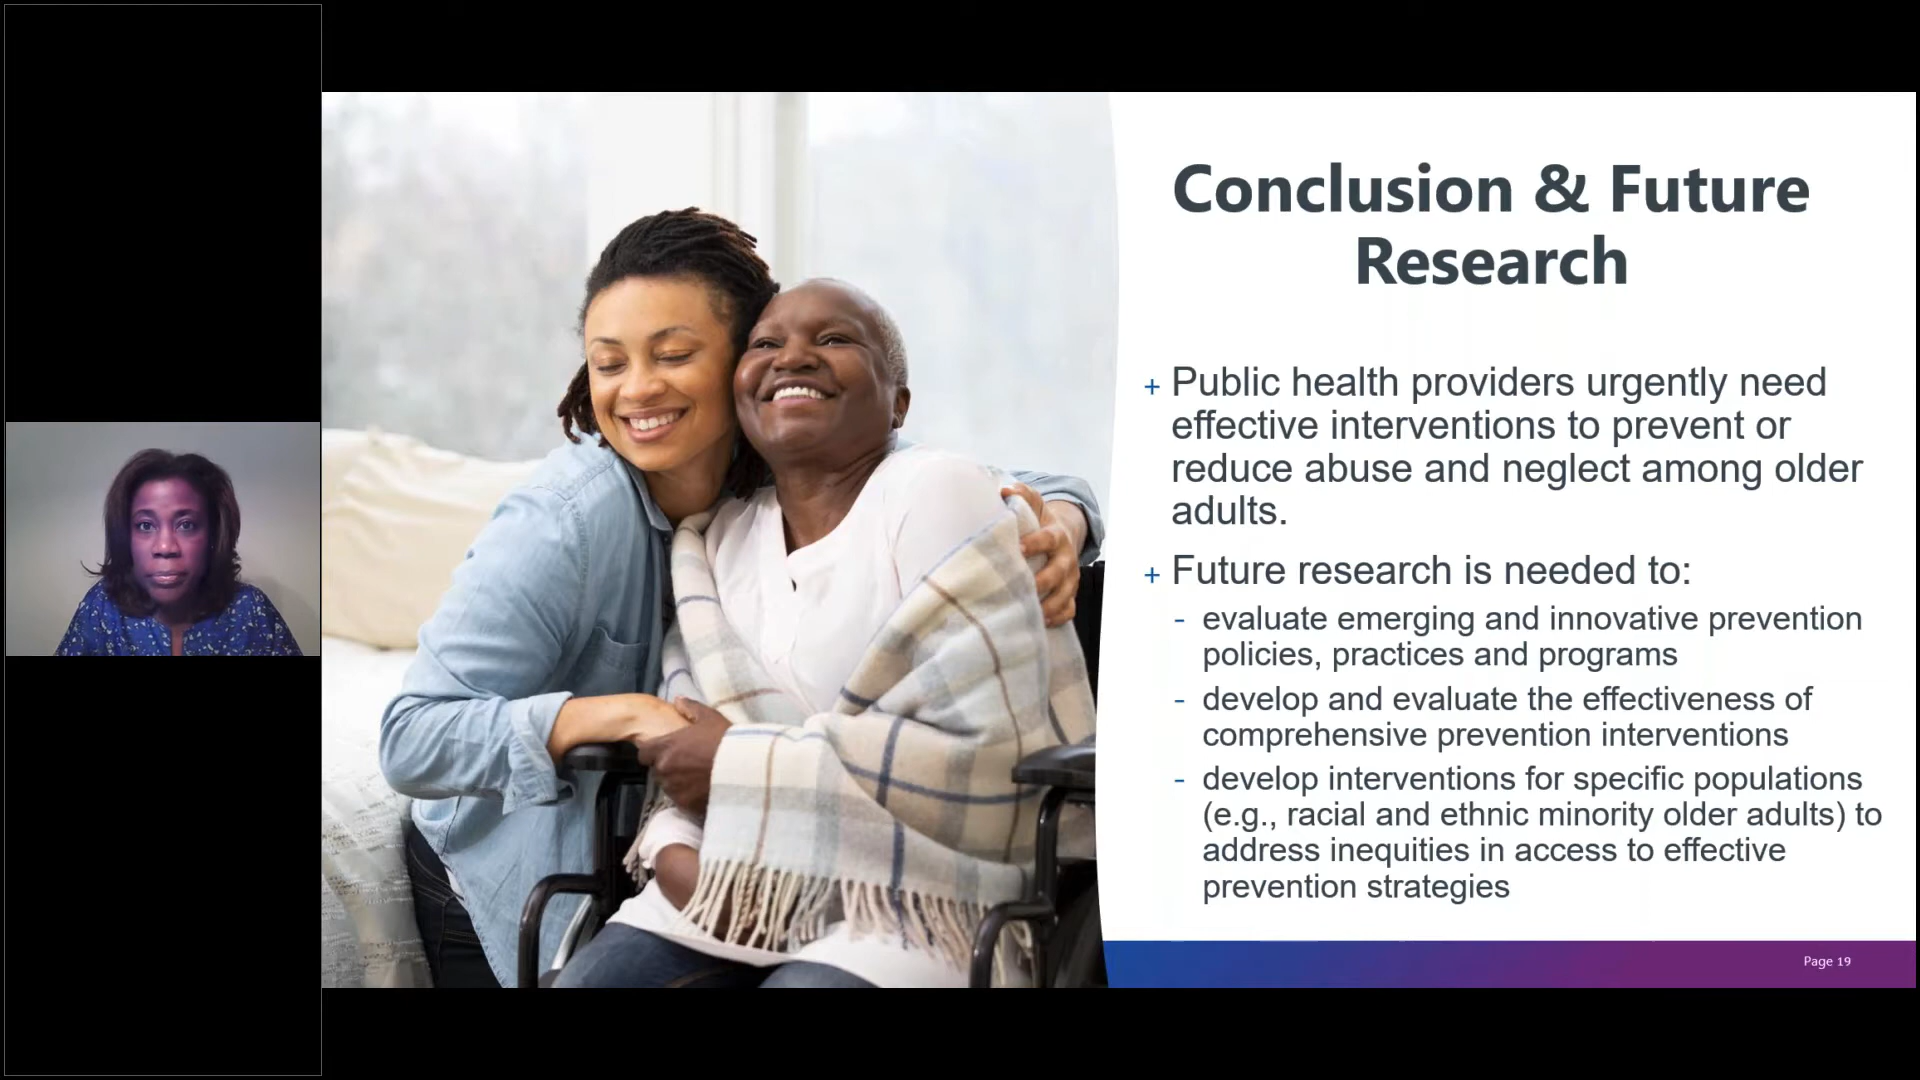 Conclusion & Future
Research
+ Public health providers urgently need
effective interventions to prevent or
reduce abuse and neglect among older
adults.
+ Future research is needed to:
- evaluate emerging and innovative prevention
policies, practices and programs
- develop and evaluate the effectiveness of
comprehensive prevention interventions
- develop interventions for specific populations
(e.g., racial and ethnic minority older adults) to
address inequities in access to effective
prevention strategies
Page 19